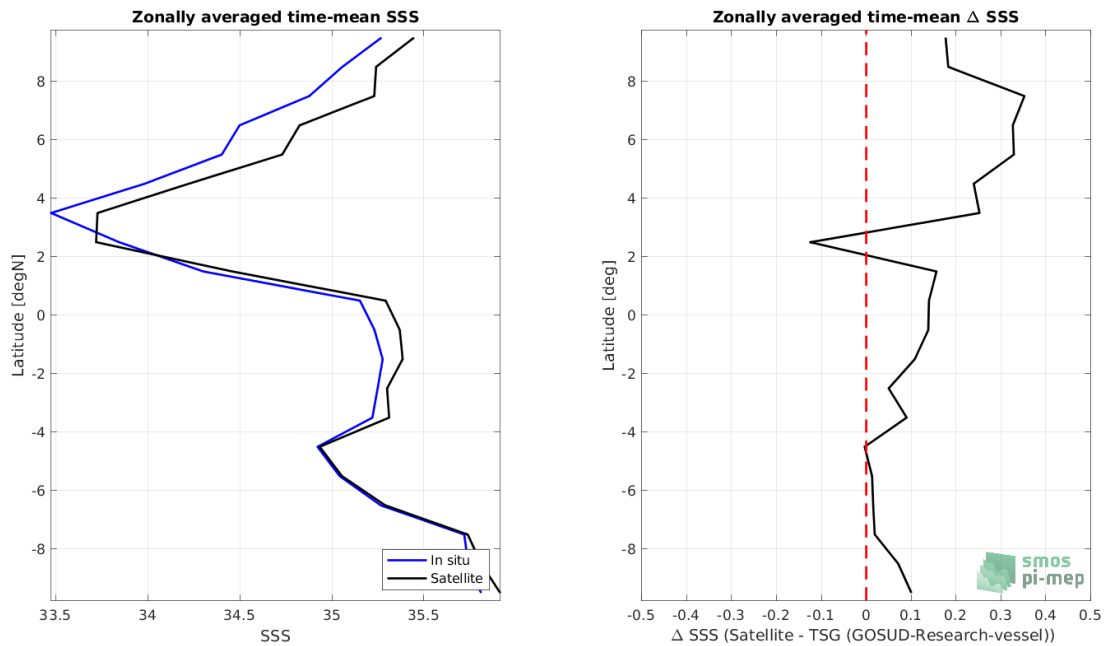 Zonally averaged time-mean SSS
Latitude [degN]
8
6
4
2
0
-2
-4
-6
-8
In situ
Satellite
33.5 34 34.5 35 35.5
SSS
Zonally averaged time-mean Δ SSS
Latitude [deg]
8
6
4
2
0
-2
-4
-6
-8
smos
pi-mep
-0.5 -0.4 -0.3 -0.2 -0.1 0 0.1 0.2 0.3 0.4 0.5
Δ SSS (Satellite - TSG (GOSUD-Research-vessel))